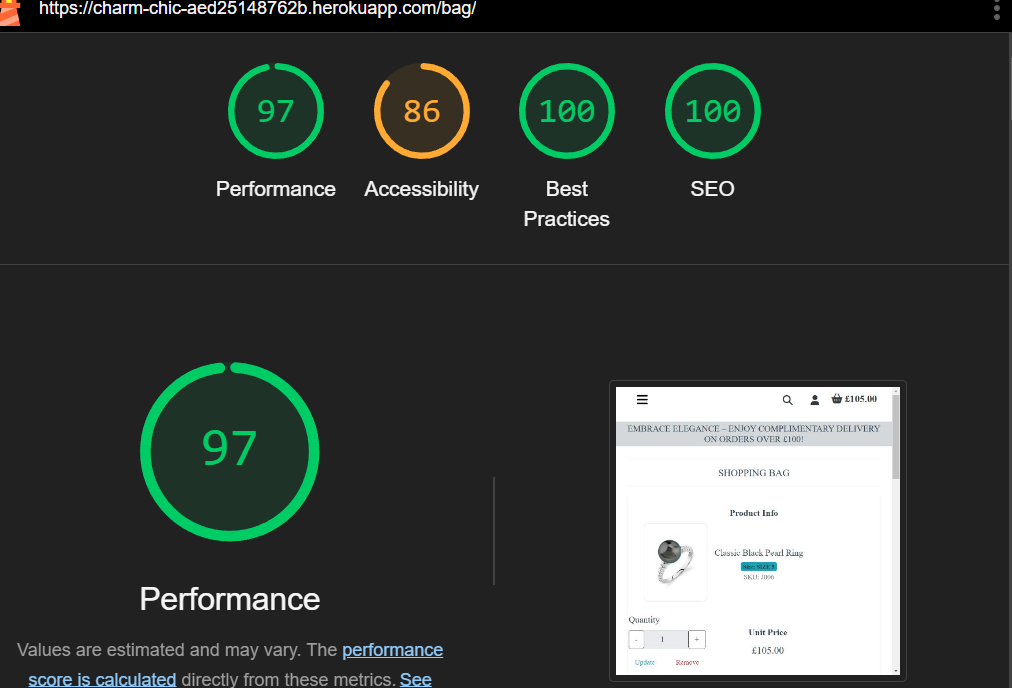 https://charm-chic-aed25148762b.herokuapp.com/bag/
97
86
100
100
Performance
Accessibility
Best
Practices
SEO
97
Performance
Values are estimated and may vary. The performance
score is calculated directly from these metrics. See
£105.00
EMBRACE ELEGANCE – ENJOY COMPLIMENTARY DELIVERY
ON ORDERS OVER £100!
SHOPPING BAG
Product Info
Classic Black Pearl Ring
Size: SIZE
SKU: J006
Quantity
- 1 +
Update Remove
Unit Price
£105.00